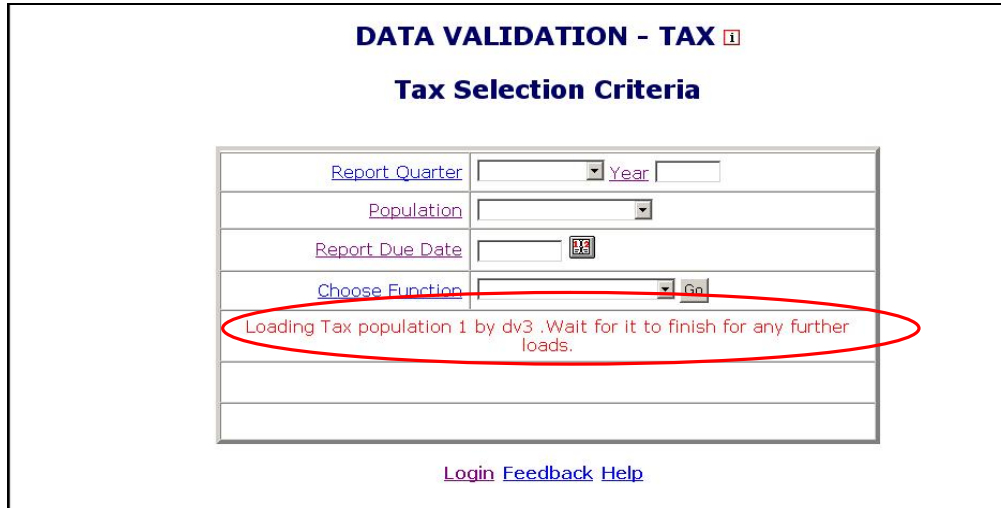 DATA VALIDATION - TAX i
Tax Selection Criteria
Report Quarter Year
Population
Report Due Date
Choose Function Go
Loading Tax population 1 by dv3 .Wait for it to finish for any further
loads.
Login Feedback Help